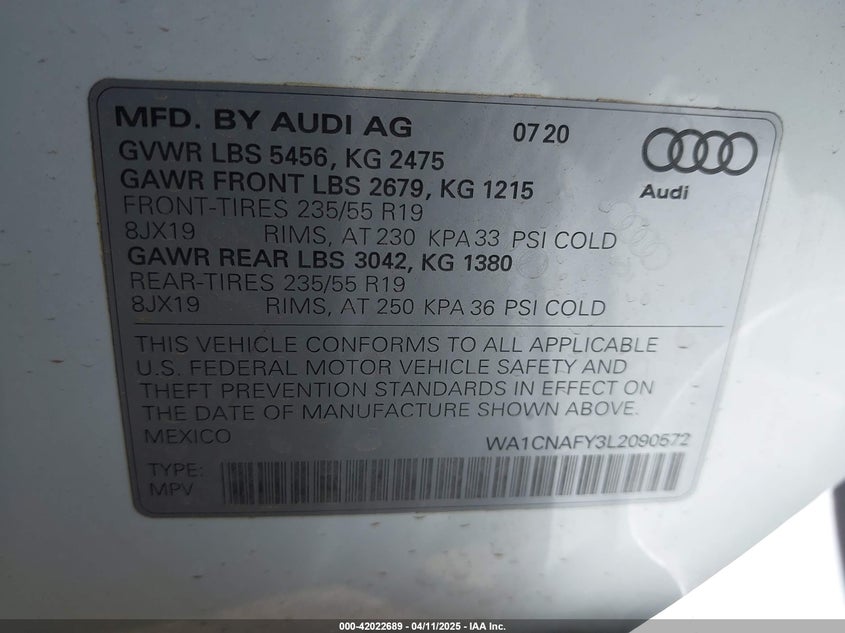 MFD. BY AUDI AG 07 20
GVWR LBS 5456, KG 2475
GAWR FRONT LBS 2679, KG 1215
Audi
FRONT-TIRES 235/55 R19
8JX19 RIMS, AT 230 KPA 33 PSI COLD
GAWR REAR LBS 3042, KG 1380
REAR-TIRES 235/55 R19
8JX19 RIMS, AT 250 KPA 36 PSI COLD
THIS VEHICLE CONFORMS TO ALL APPLICABLE
U.S. FEDERAL MOTOR VEHICLE SAFETY AND
THEFT PREVENTION STANDARDS IN EFFECT ON
THE DATE OF MANUFACTURE SHOWN ABOVE.
MEXICO WA1CNAFY3L2090572
TYPE:
MPV
000-42022689 - 04/11/2025 - IAA Inc.